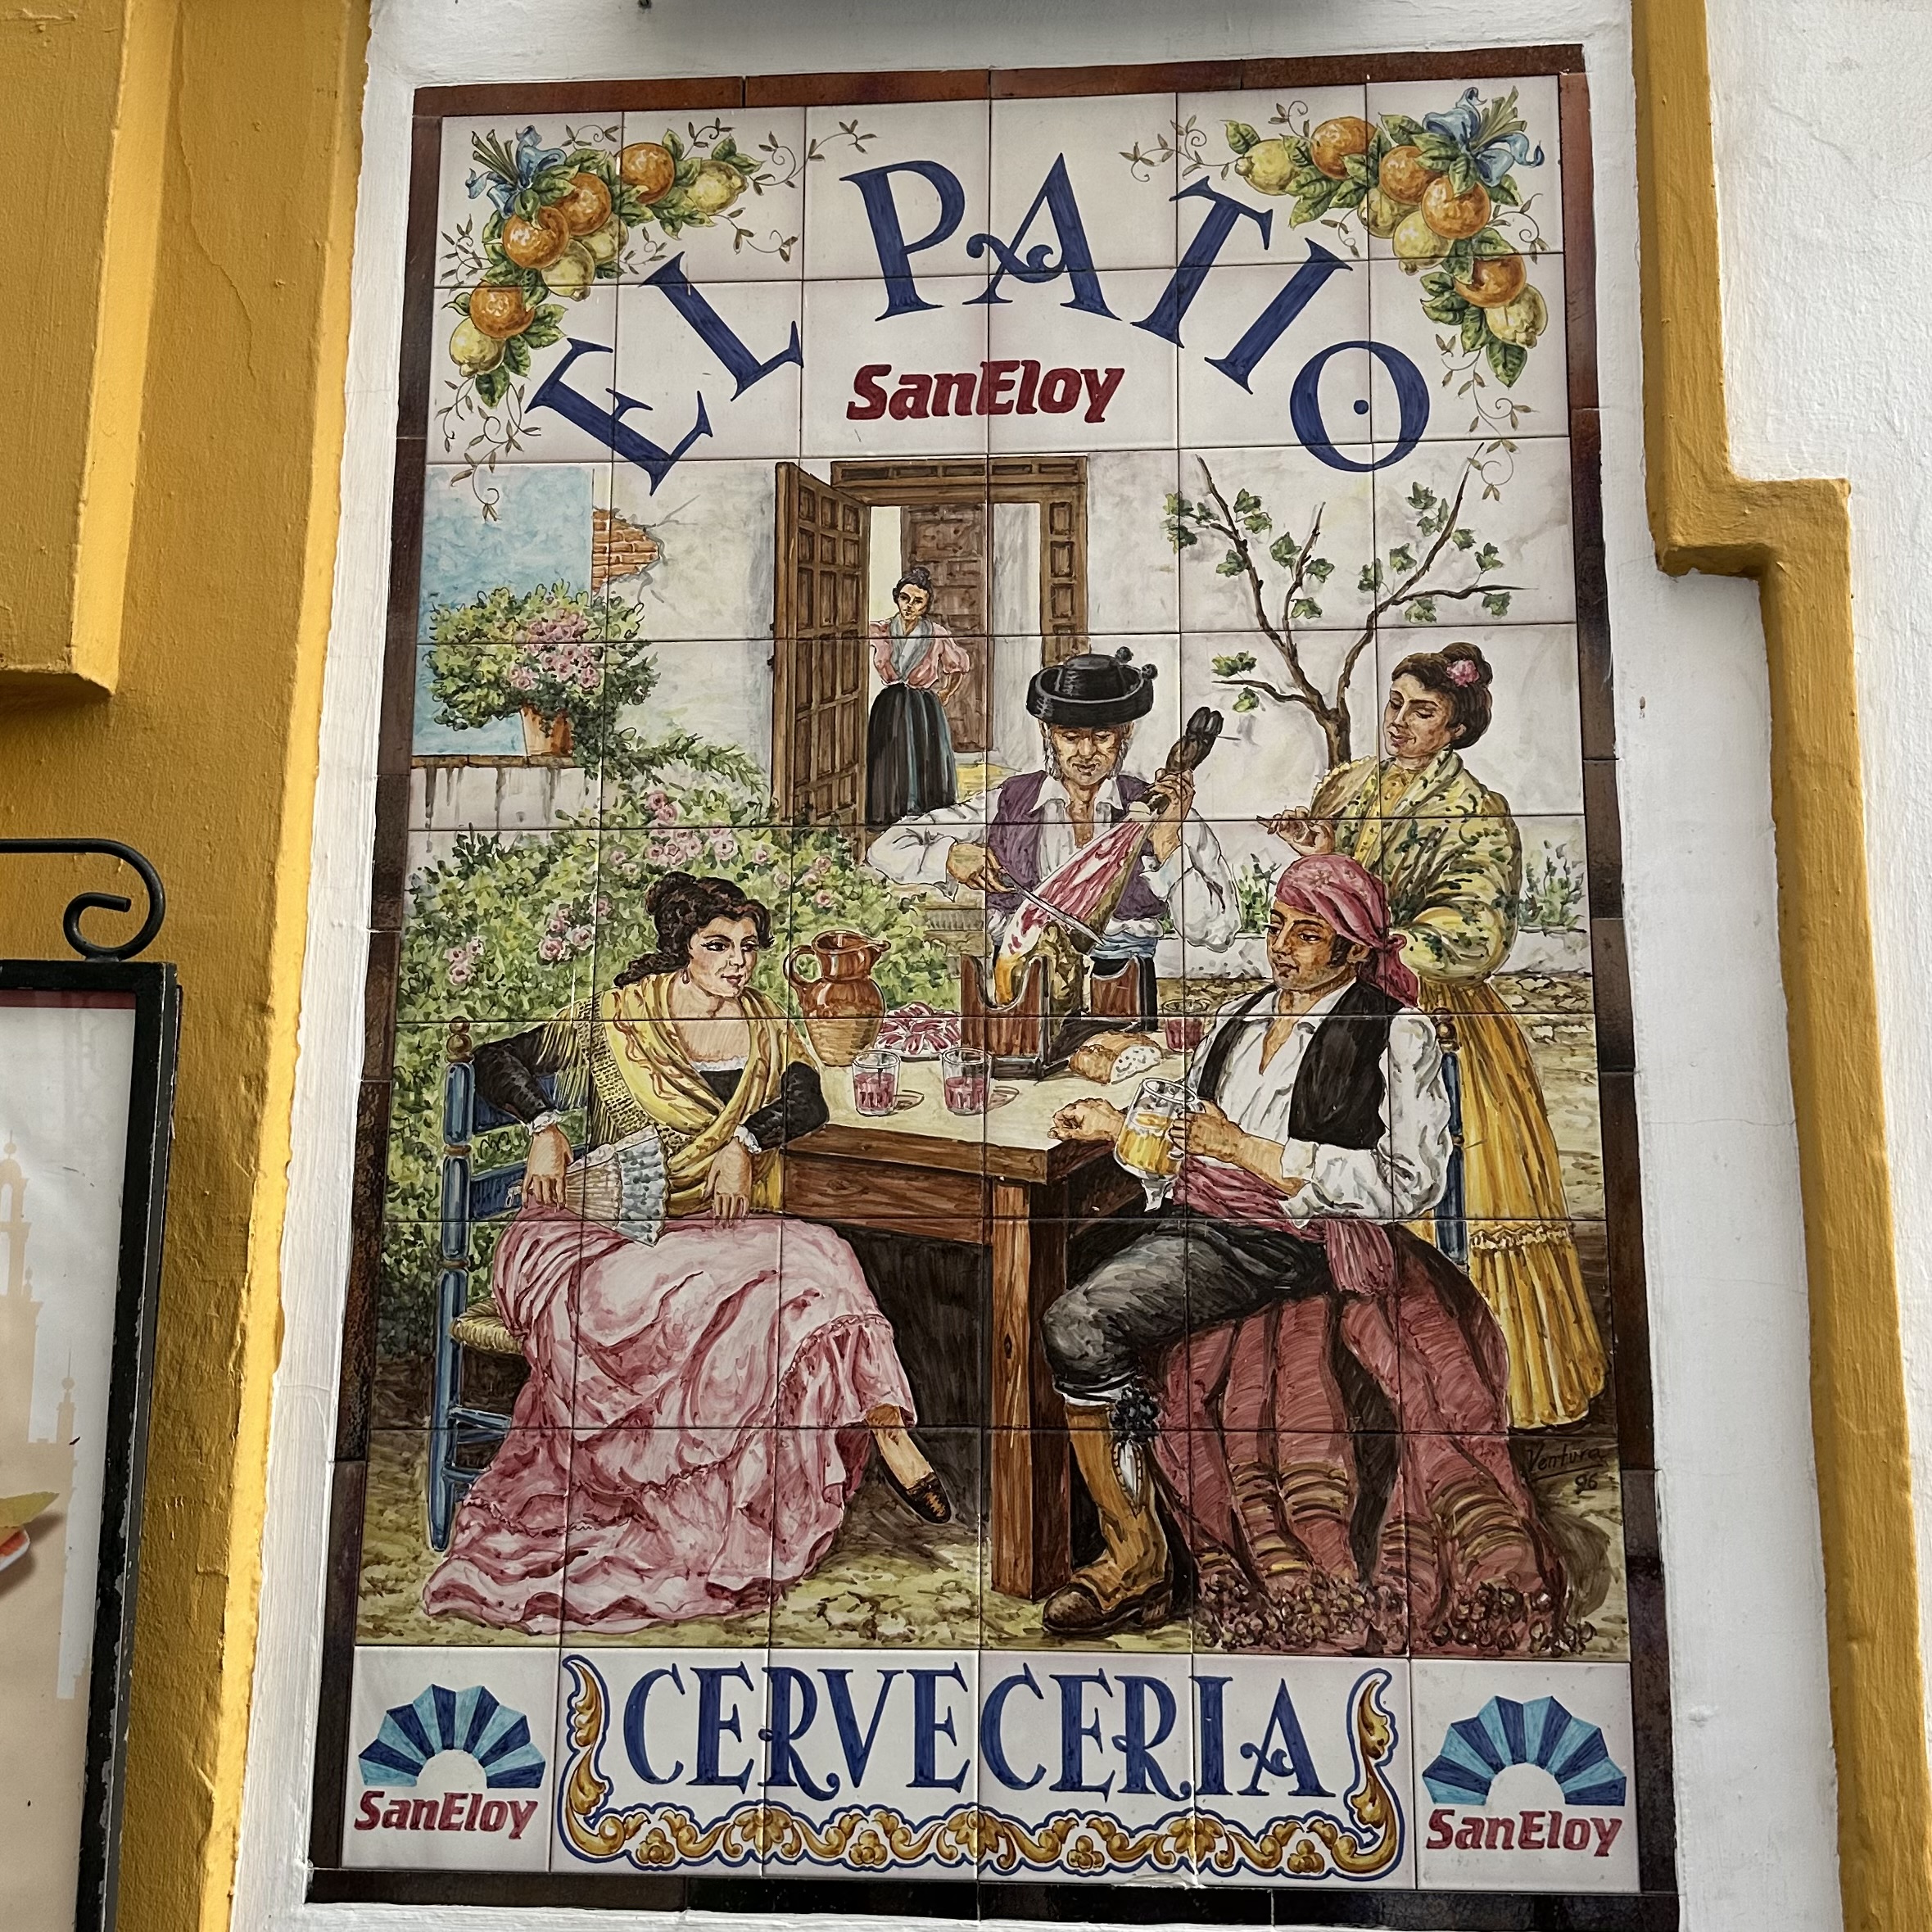 EL PATIO
SanEloy
Ventura
96
CERVECERIA
SanEloy
SanEloy